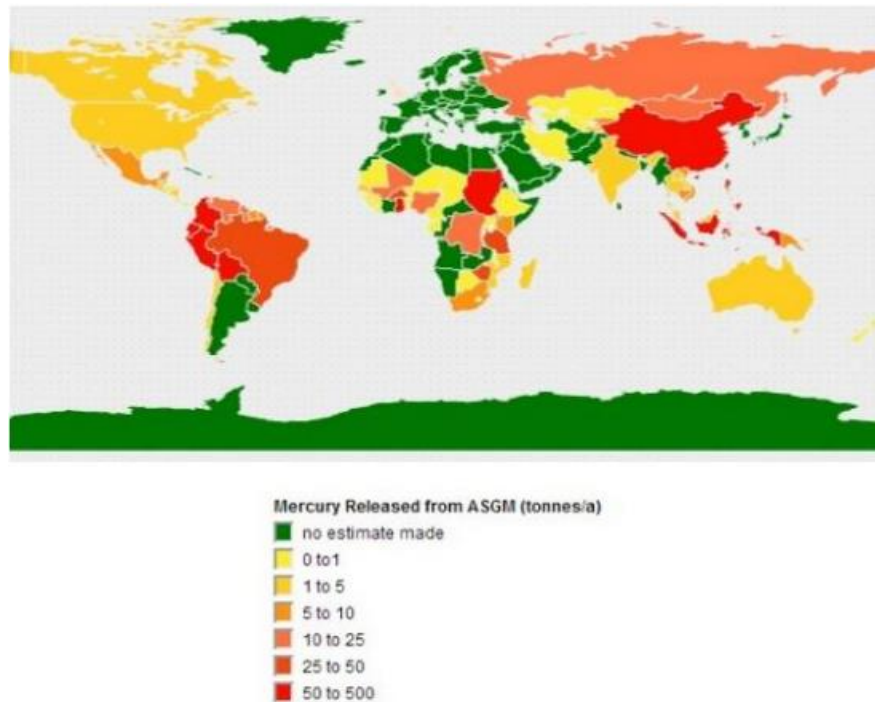 Mercury Released from ASGM (tonnes/a)
no estimate made
0 to1
1 to 5
5 to 10
10 to 25
25 to 50
50 to 500